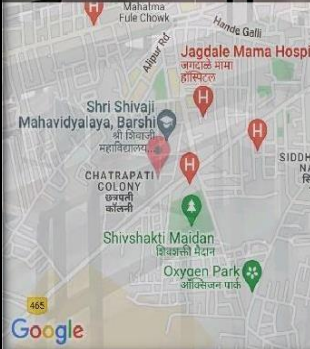 Mahatma
Fule Chowk
Hande Galli
Alipur Rd
Jagdale Mama Hospi
जगदाळे मामा
हॉस्पिटल
H
H
H
H
Shri Shivaji
Mahavidyalaya, Barshi
श्री शिवाजी
महाविद्यालय...
SIDDH
NA
सि
CHATRAPATI
COLONY
छत्रपती
कॉलनी
Shivshakti Maidan
शिवशक्ती मैदान
Oxygen Park
ऑक्सिजन पार्क
465
Google